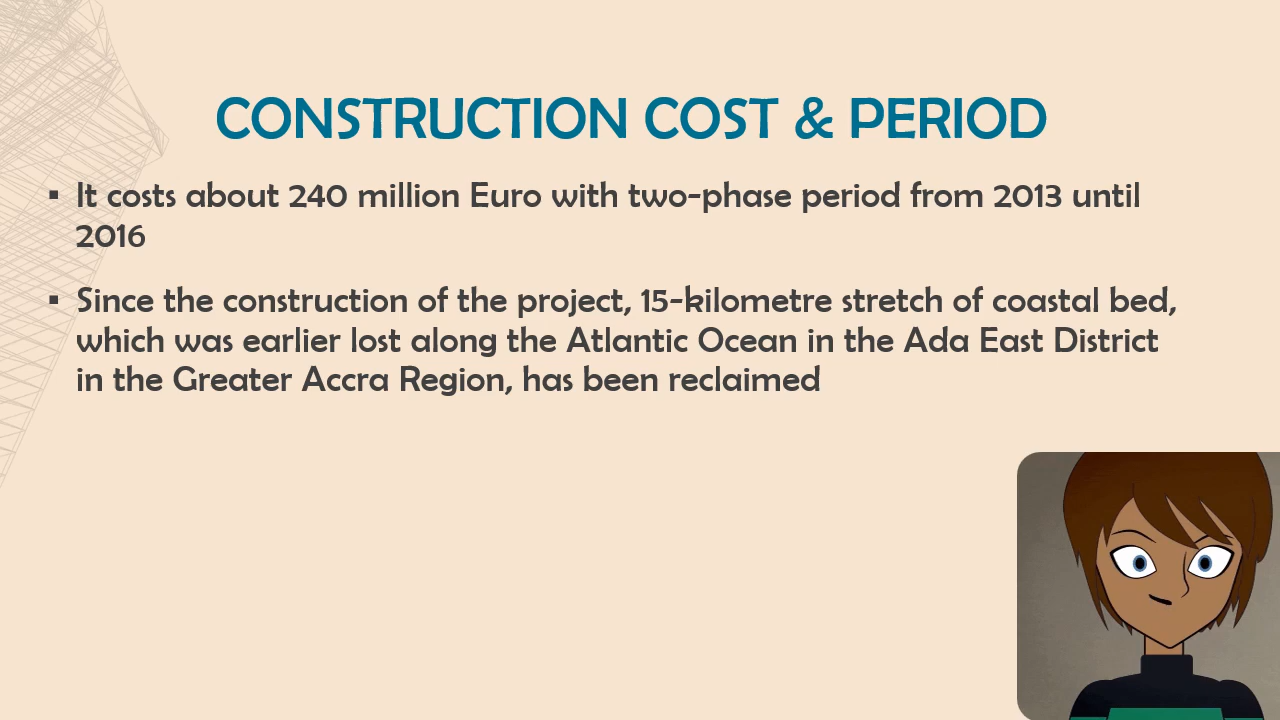 CONSTRUCTION COST & PERIOD
▪ It costs about 240 million Euro with two-phase period from 2013 until
2016
▪ Since the construction of the project, 15-kilometre stretch of coastal bed,
which was earlier lost along the Atlantic Ocean in the Ada East District
in the Greater Accra Region, has been reclaimed